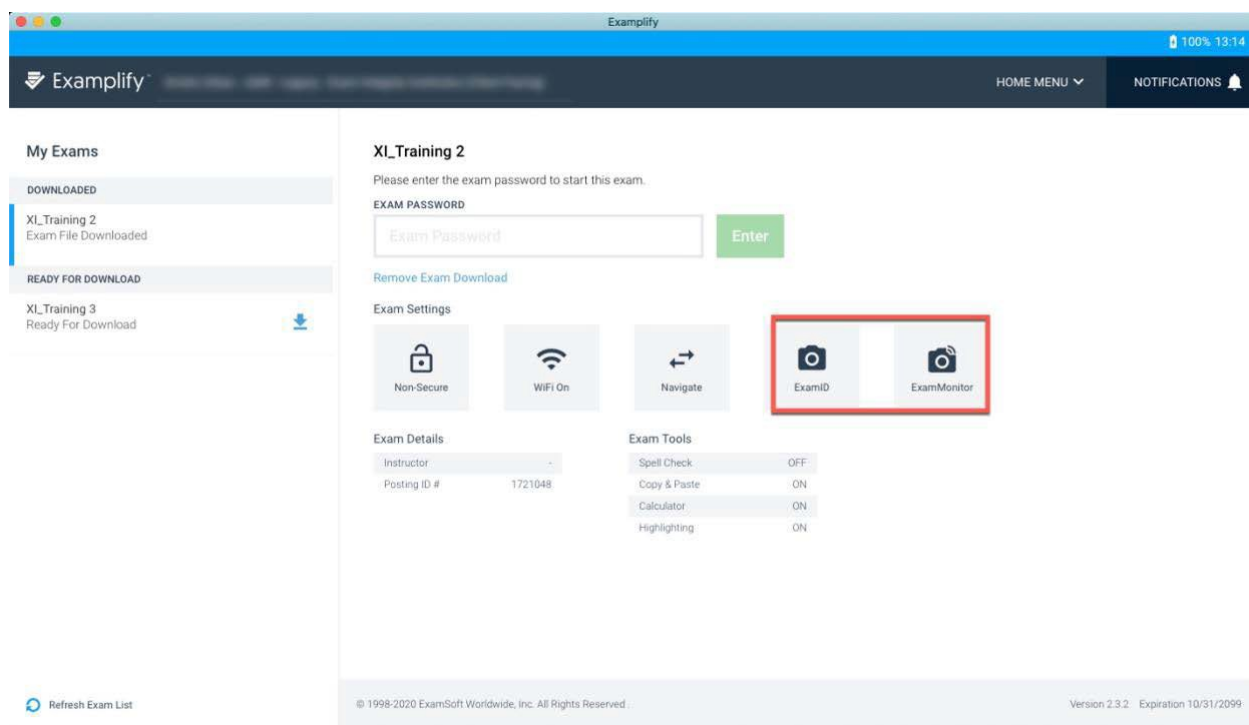 Examplify
100% 13:14
Examplify
HOME MENU
NOTIFICATIONS
My Exams
DOWNLOADED
XI_Training 2
Exam File Downloaded
READY FOR DOWNLOAD
XI_Training 3
Ready For Download
Refresh Exam List
XI_Training 2
Please enter the exam password to start this exam.
EXAM PASSWORD
Exam Password
Enter
Remove Exam Download
Exam Settings
Non-Secure
WiFi On
Navigate
ExamID
ExamMonitor
Exam Details
Instructor -
Posting ID # 1721048
Exam Tools
Spell Check OFF
Copy & Paste ON
Calculator ON
Highlighting ON
© 1998-2020 ExamSoft Worldwide, Inc. All Rights Reserved .
Version 2.3.2 Expiration 10/31/2099